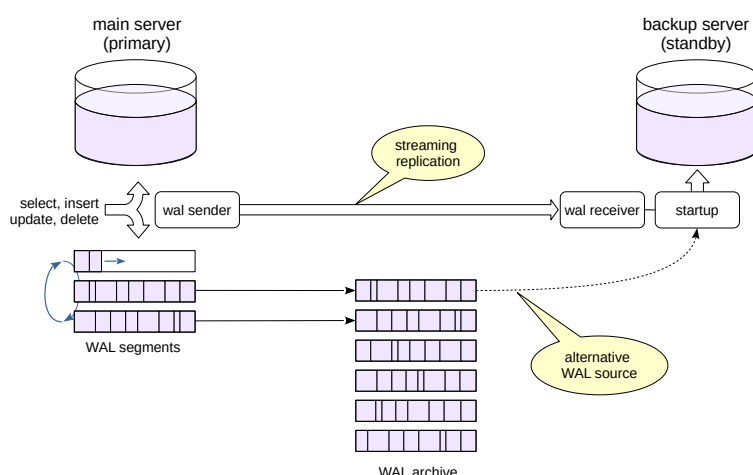 main server
(primary)
backup server
(standby)
streaming
replication
select, insert
update, delete
wal sender
wal receiver
startup
WAL segments
alternative
WAL source
WAL archive